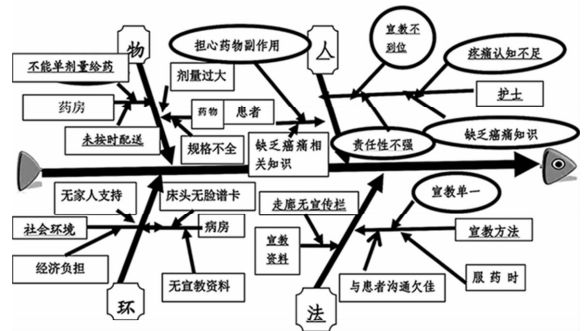 物
担心药物副作用
人
宣教不
到位
疼痛认知不足
不能单剂量给药
剂量过大
药房
药物
患者
护士
未按时配送
规格不全
缺乏癌痛相
关知识
责任性不强
缺乏癌痛知识
无家人支持
床头无脸谱卡
走廊无宣传栏
宣教单一
社会环境
病房
宣教
资料
宣教方法
经济负担
无宣教资料
与患者沟通欠佳
服药时
环
法